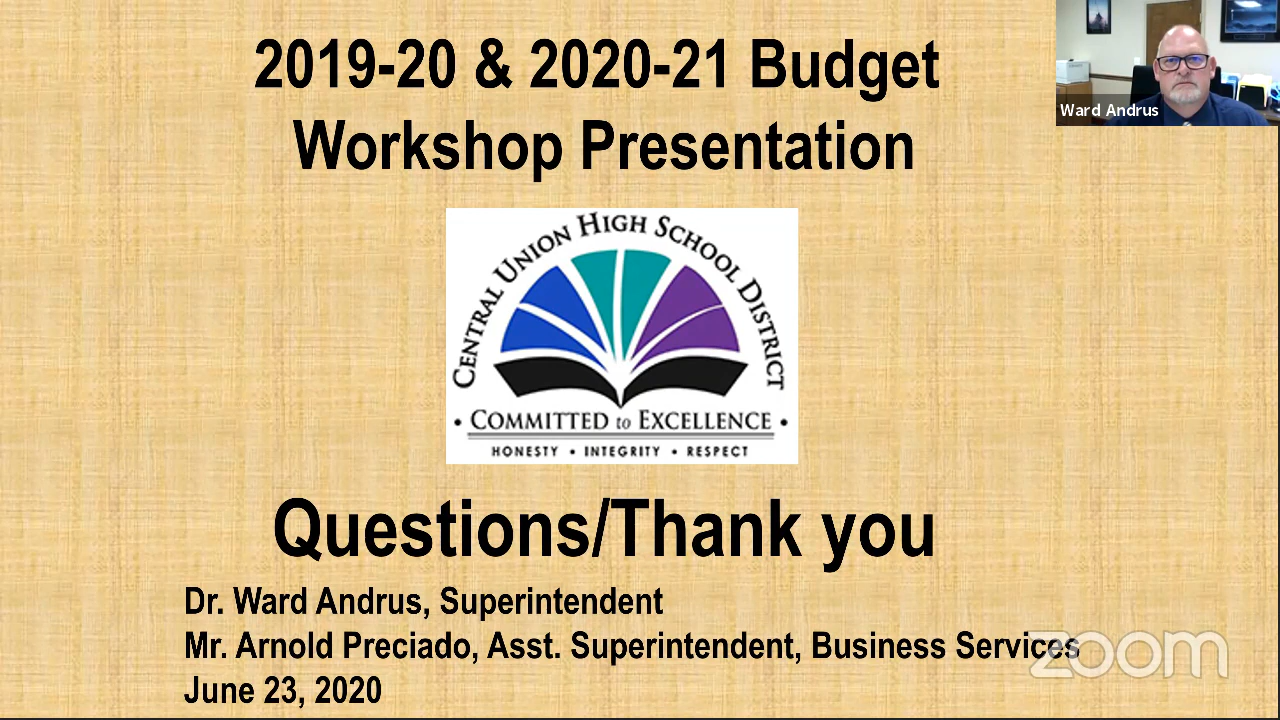 2019-20 & 2020-21 Budget
Workshop Presentation
Ward Andrus
CENTRAL UNION HIGH SCHOOL DISTRICT
• COMMITTED to EXCELLENCE •
HONESTY • INTEGRITY • RESPECT
Questions/Thank you
Dr. Ward Andrus, Superintendent
Mr. Arnold Preciado, Asst. Superintendent, Business Services
June 23, 2020
zoom